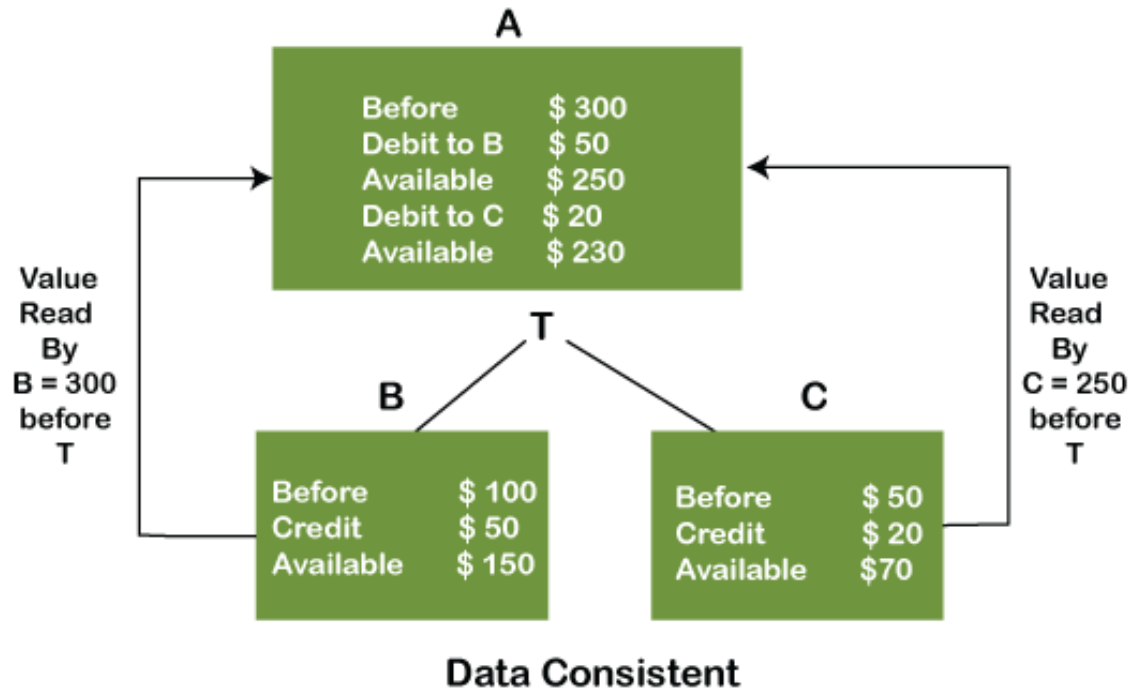 A
Before $ 300
Debit to B $ 50
Available $ 250
Debit to C $ 20
Available $ 230
Value
Read
By
B = 300
before
T
Value
Read
By
C = 250
before
T
T
B
Before $ 100
Credit $ 50
Available $ 150
C
Before $ 50
Credit $ 20
Available $70
Data Consistent